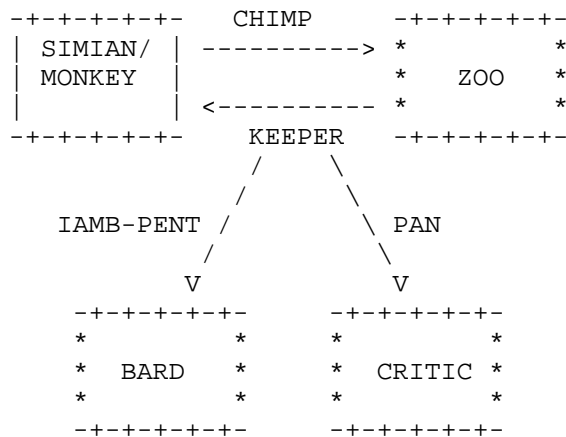 -+-+-+-+-+-      CHIMP      -+-+-+-+-+-
| SIMIAN/ | ----------> *         *
| MONKEY  |             *   ZOO   *
|         | <---------- *         *
-+-+-+-+-+-     KEEPER      -+-+-+-+-+-
/     \
/       \
IAMB-PENT /         \ PAN
/           \
/             \
V               V
-+-+-+-+-+-     -+-+-+-+-+-
*         *     *         *
*  BARD   *     *  CRITIC *
*         *     *         *
-+-+-+-+-+-     -+-+-+-+-+-